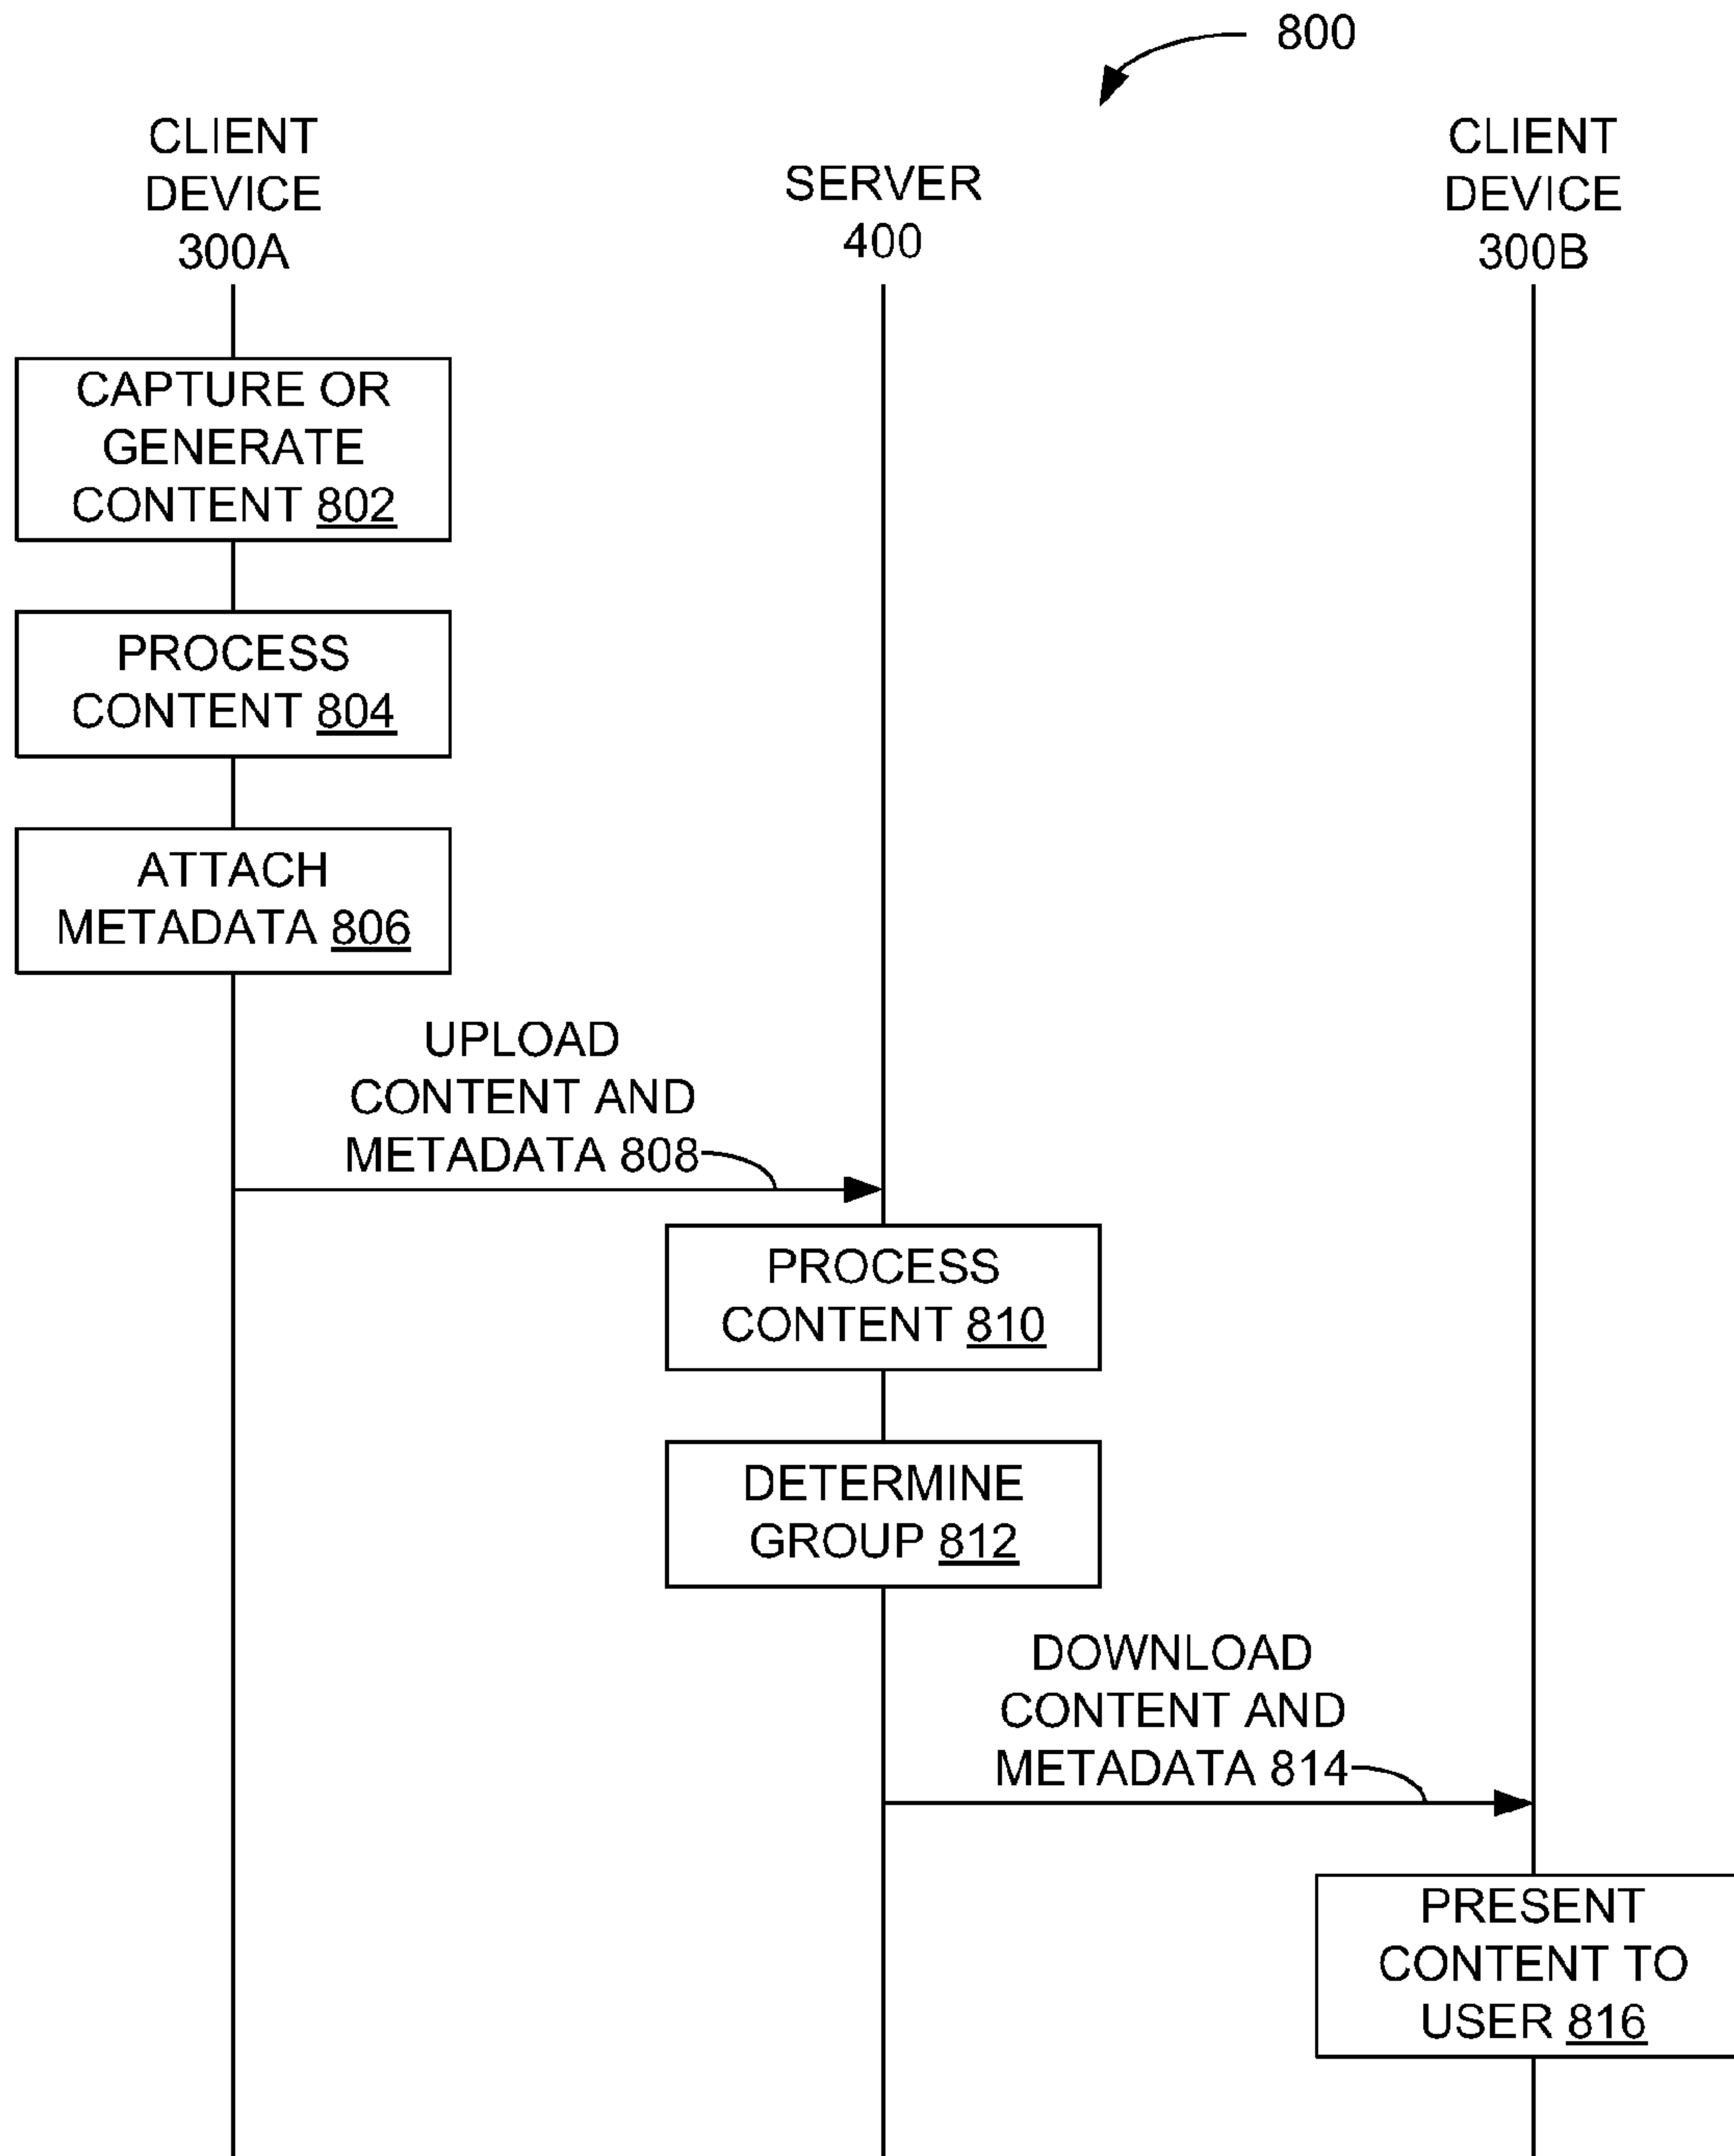 800
CLIENT
DEVICE
300A
SERVER
400
CLIENT
DEVICE
300B
CAPTURE OR
GENERATE
CONTENT 802
PROCESS
CONTENT 804
ATTACH
METADATA 806
UPLOAD
CONTENT AND
METADATA 808
PROCESS
CONTENT 810
DETERMINE
GROUP 812
DOWNLOAD
CONTENT AND
METADATA 814
PRESENT
CONTENT TO
USER 816